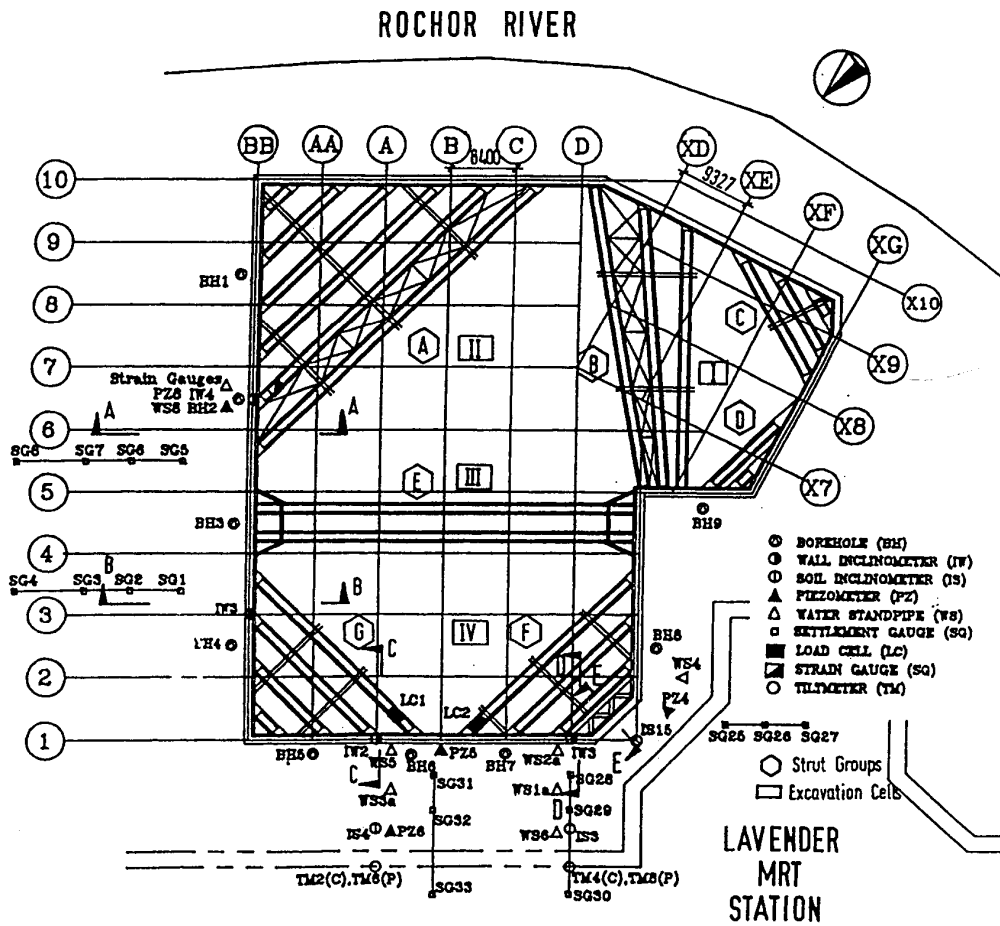 ROCHOR RIVER
BB AA A B C D XD XE XF XG
8400
9327
10
9
8
7
6
5
4
3
2
1
X10
X9
X8
X7
BH1
A II
B I
C
D
Strain Gauges
PZ8 IW4
WS8 BH2
A A
SG8 SG7 SG6 SG5
E III
BH3
BH9
B B
SG4 SG3 SG2 SG1
IW3
G IV F
C
D E
BH8
WS4
PZ4
LC1 LC2
BH5 IW2 WS5 BH6 PZ5 BH7 WS2a IW3 IS15
E
C
WS3a
SG31
WS1a
SG28
SG32
D
SG29
IS4 PZ6
WS6 IS3
TM2(C),TM6(P)
TM4(C),TM8(P)
SG33
SG30
BOREHOLE (BH)
WALL INCLINOMETER (IW)
SOIL INCLINOMETER (IS)
PIEZOMETER (PZ)
WATER STANDPIPE (WS)
SETTLEMENT GAUGE (SG)
LOAD CELL (LC)
STRAIN GAUGE (SG)
TILTMETER (TM)
SG25 SG26 SG27
Strut Groups
Excavation Cells
LAVENDER
MRT
STATION